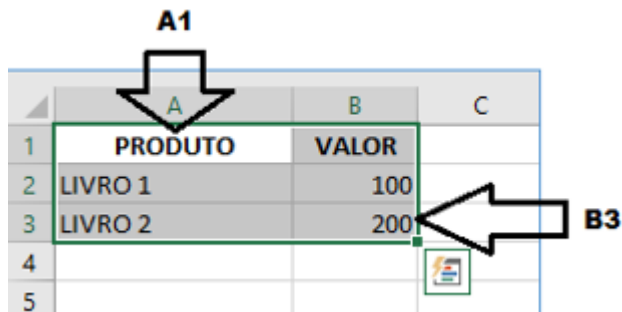 A1
A B C
1 PRODUTO VALOR
2 LIVRO 1 100
3 LIVRO 2 200
B3
4
5